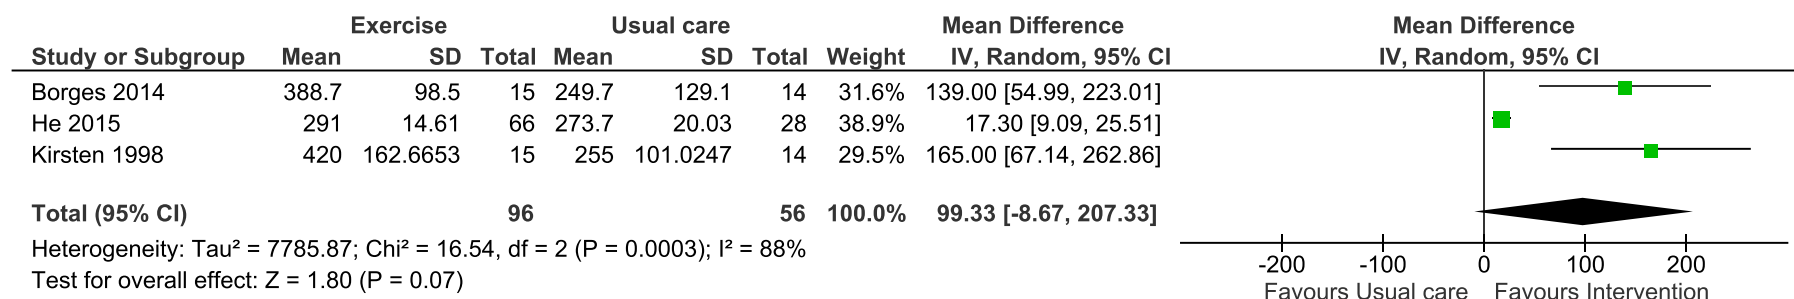 Exercise Usual care Mean Difference Mean Difference
Study or Subgroup Mean SD Total Mean SD Total Weight IV, Random, 95% CI IV, Random, 95% CI
Borges 2014 388.7 98.5 15 249.7 129.1 14 31.6% 139.00 [54.99, 223.01]
He 2015 291 14.61 66 273.7 20.03 28 38.9% 17.30 [9.09, 25.51]
Kirsten 1998 420 162.6653 15 255 101.0247 14 29.5% 165.00 [67.14, 262.86]
Total (95% CI) 96 56 100.0% 99.33 [-8.67, 207.33]
Heterogeneity: Tau² = 7785.87; Chi² = 16.54, df = 2 (P = 0.0003); I² = 88%
Test for overall effect: Z = 1.80 (P = 0.07)
-200 -100 0 100 200
Favours Usual care Favours Intervention